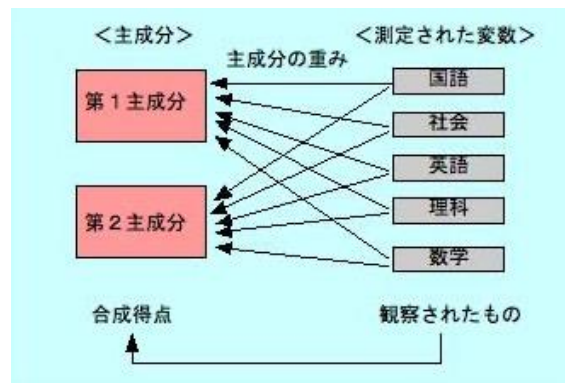 ＜主成分＞
＜測定された変数＞
主成分の重み
第１主成分
第２主成分
国語
社会
英語
理科
数学
合成得点
観察されたもの